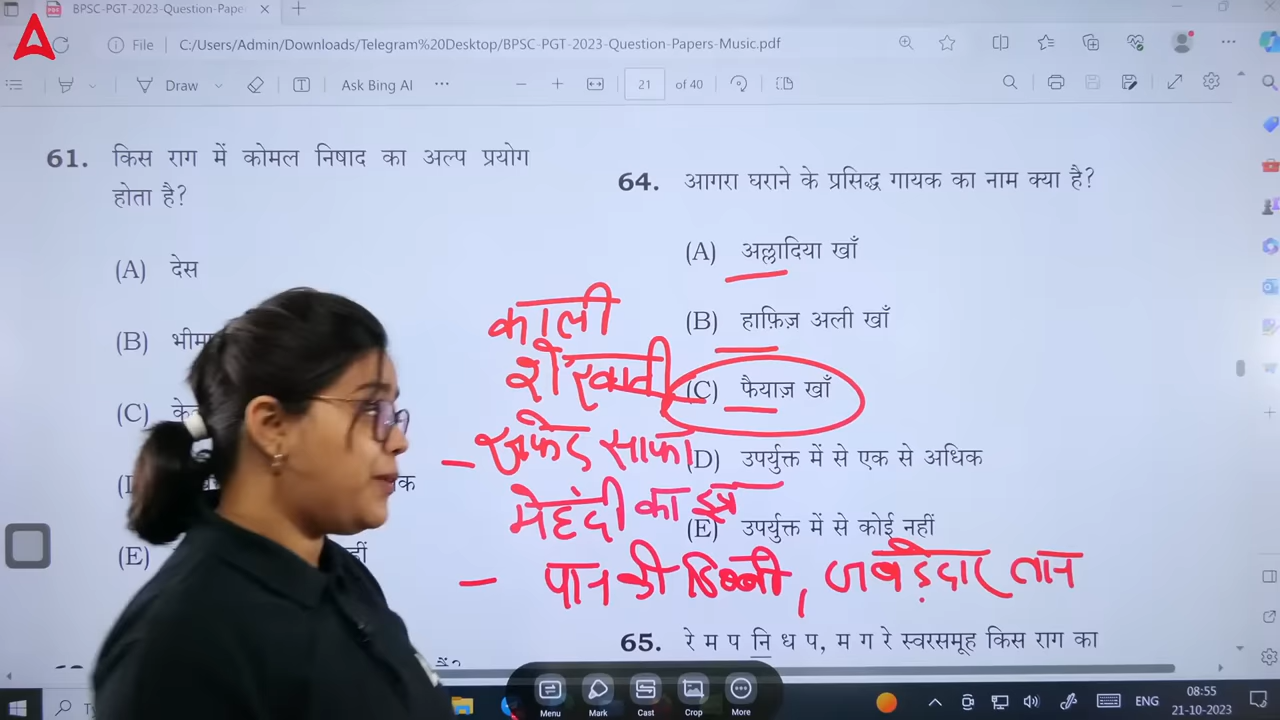 BPSC-PGT-2023-Question-Pape
File C:/Users/Admin/Downloads/Telegram%20Desktop/BPSC-PGT-2023-Question-Papers-Music.pdf
Draw
Ask Bing AI
21 of 40
61. किस राग में कोमल निषाद का अल्प प्रयोग
होता है?
(A) देस
(B)
(C)
क
(E)
64. आगरा घराने के प्रसिद्ध गायक का नाम क्या है?
(A) अल्लादिया खाँ
(B) हाफ़िज़ अली खाँ
(C) फैयाज़ खाँ
(D) उपर्युक्त में से एक से अधिक
(E) उपर्युक्त में से कोई नहीं
काली
शेरवानी
- सफेद साफा
मेहंदी का इत्र
- पान की डिब्बी, जबड़ेदार तान
65. रे म प नि ध प, म ग रे स्वरसमूह किस राग का
Menu
Mark
Cast
Crop
More
ENG
08:55
21-10-2023